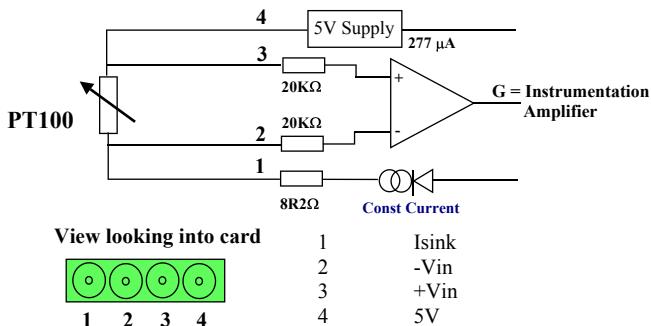 4 5V Supply 277 μA
3
20KΩ +
G = Instrumentation
Amplifier
PT100
20KΩ
2 -
1
8R2Ω Const Current
View looking into card
1 Isink
2 -Vin
3 +Vin
4 5V
1 2 3 4